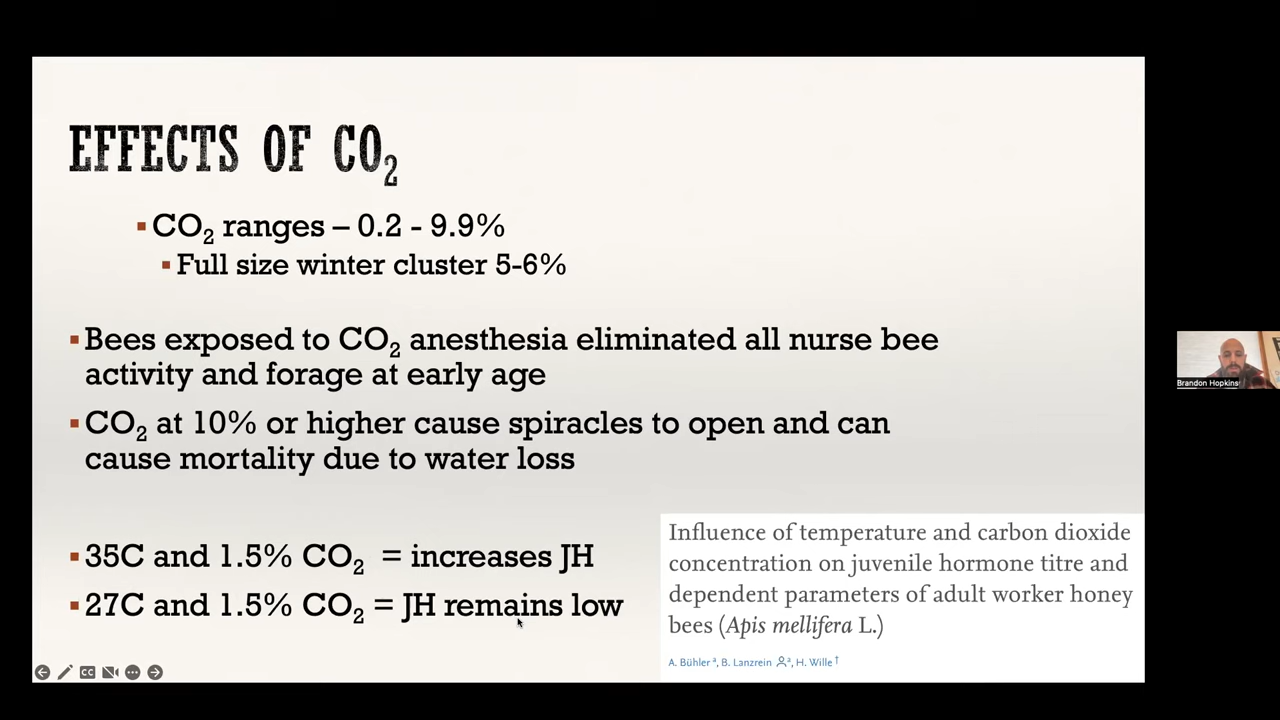 EFFECTS OF CO₂
▪CO₂ ranges – 0.2 - 9.9%
▪Full size winter cluster 5-6%
▪Bees exposed to CO₂ anesthesia eliminated all nurse bee
activity and forage at early age
▪CO₂ at 10% or higher cause spiracles to open and can
cause mortality due to water loss
▪35C and 1.5% CO₂ = increases JH
▪27C and 1.5% CO₂ = JH remains low
Influence of temperature and carbon dioxide
concentration on juvenile hormone titre and
dependent parameters of adult worker honey
bees (Apis mellifera L.)
A. Bühler ᵃ, B. Lanzrein ᵃ, H. Wille †
CC
Brandon Hopkins